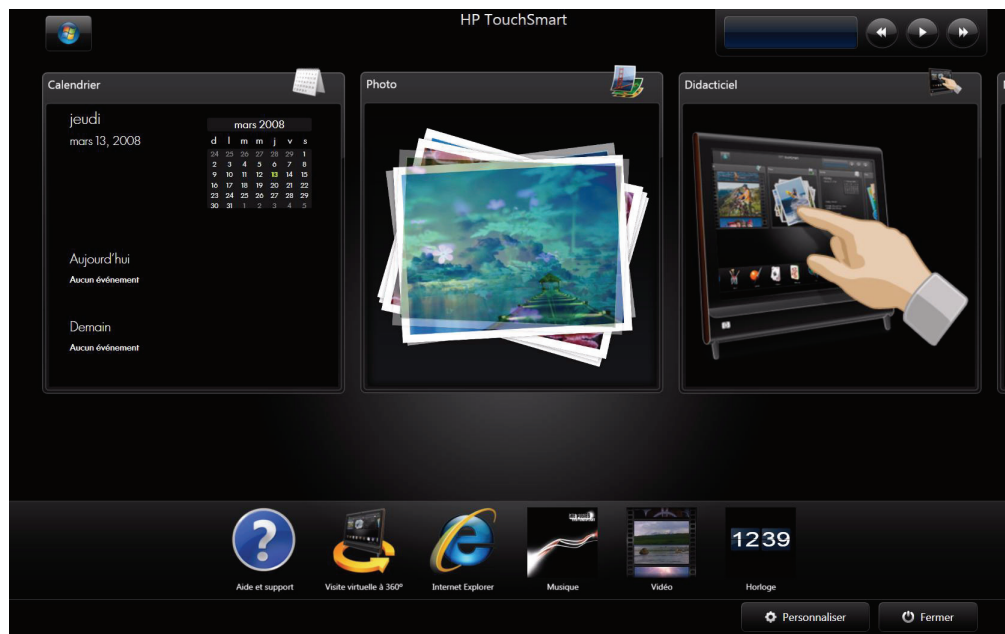 HP TouchSmart
Calendrier
jeudi
mars 13, 2008
mars 2008
d l m m j v s
24 25 26 27 28 29 1
2 3 4 5 6 7 8
9 10 11 12 13 14 15
16 17 18 19 20 21 22
23 24 25 26 27 28 29
30 31 1 2 3 4 5
Aujourd'hui
Aucun événement
Demain
Aucun événement
Photo
Didacticiel
Aide et support
Visite virtuelle à 360°
Internet Explorer
Musique
Vidéo
1239
Horloge
Personnaliser
Fermer